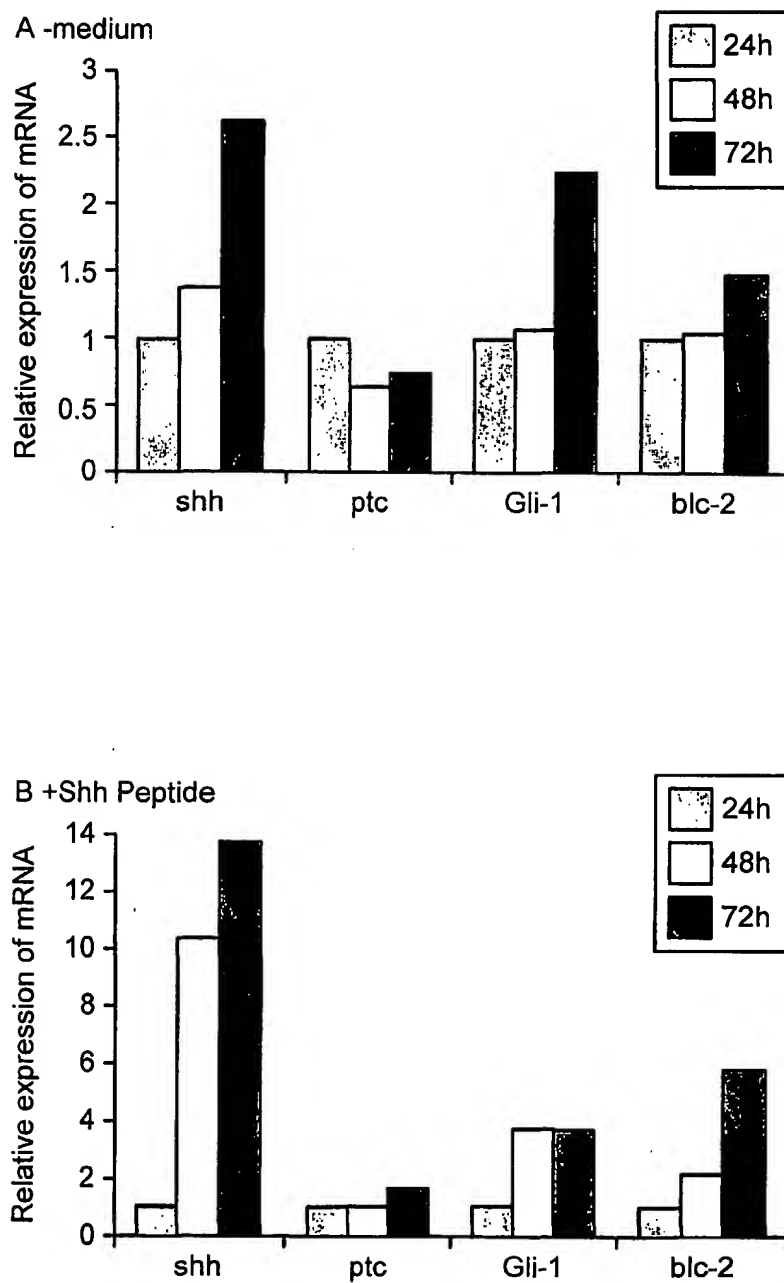 A -medium
24h
48h
72h
Relative expression of mRNA
3
2.5
2
1.5
1
0.5
0
shh ptc Gli-1 blc-2
B +Shh Peptide
24h
48h
72h
Relative expression of mRNA
14
12
10
8
6
4
2
0
shh ptc Gli-1 blc-2